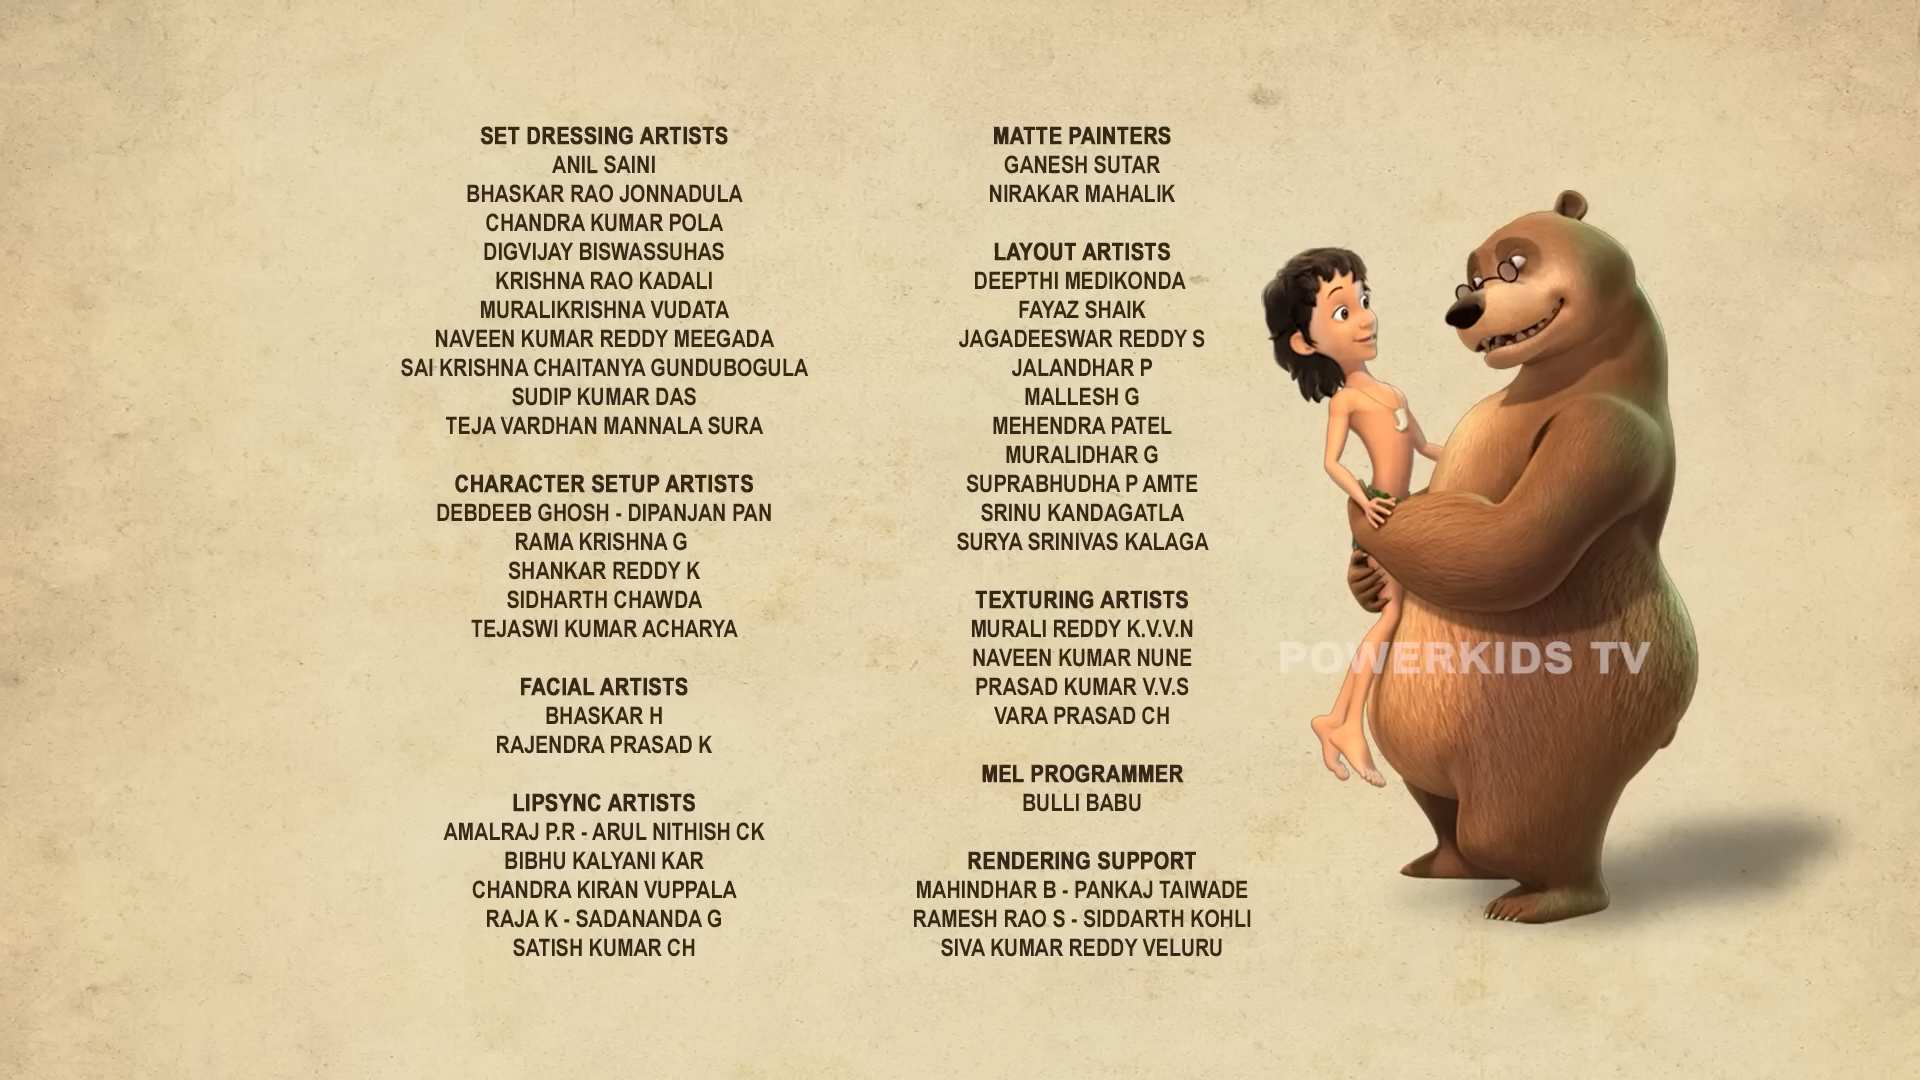 SET DRESSING ARTISTS
ANIL SAINI
BHASKAR RAO JONNADULA
CHANDRA KUMAR POLA
DIGVIJAY BISWASSUHAS
KRISHNA RAO KADALI
MURALIKRISHNA VUDATA
NAVEEN KUMAR REDDY MEEGADA
SAI KRISHNA CHAITANYA GUNDUBOGULA
SUDIP KUMAR DAS
TEJA VARDHAN MANNALA SURA
CHARACTER SETUP ARTISTS
DEBDEEB GHOSH - DIPANJAN PAN
RAMA KRISHNA G
SHANKAR REDDY K
SIDHARTH CHAWDA
TEJASWI KUMAR ACHARYA
FACIAL ARTISTS
BHASKAR H
RAJENDRA PRASAD K
LIPSYNC ARTISTS
AMALRAJ P.R - ARUL NITHISH CK
BIBHU KALYANI KAR
CHANDRA KIRAN VUPPALA
RAJA K - SADANANDA G
SATISH KUMAR CH
MATTE PAINTERS
GANESH SUTAR
NIRAKAR MAHALIK
LAYOUT ARTISTS
DEEPTHI MEDIKONDA
FAYAZ SHAIK
JAGADEESWAR REDDY S
JALANDHAR P
MALLESH G
MEHENDRA PATEL
MURALIDHAR G
SUPRABHUDHA P AMTE
SRINU KANDAGATLA
SURYA SRINIVAS KALAGA
TEXTURING ARTISTS
MURALI REDDY K.V.V.N
NAVEEN KUMAR NUNE
PRASAD KUMAR V.V.S
VARA PRASAD CH
MEL PROGRAMMER
BULLI BABU
RENDERING SUPPORT
MAHINDHAR B - PANKAJ TAIWADE
RAMESH RAO S - SIDDARTH KOHLI
SIVA KUMAR REDDY VELURU
POWERKIDS TV